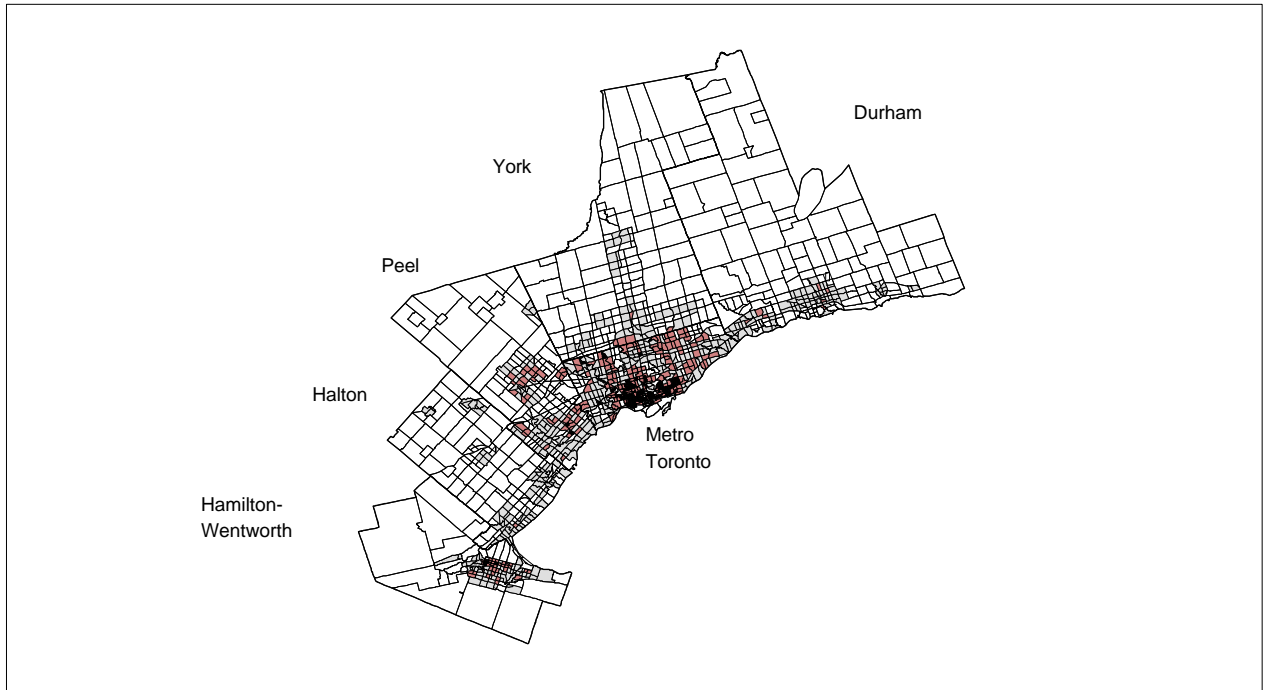 Durham
York
Peel
Halton
Metro
Toronto
Hamilton-
Wentworth